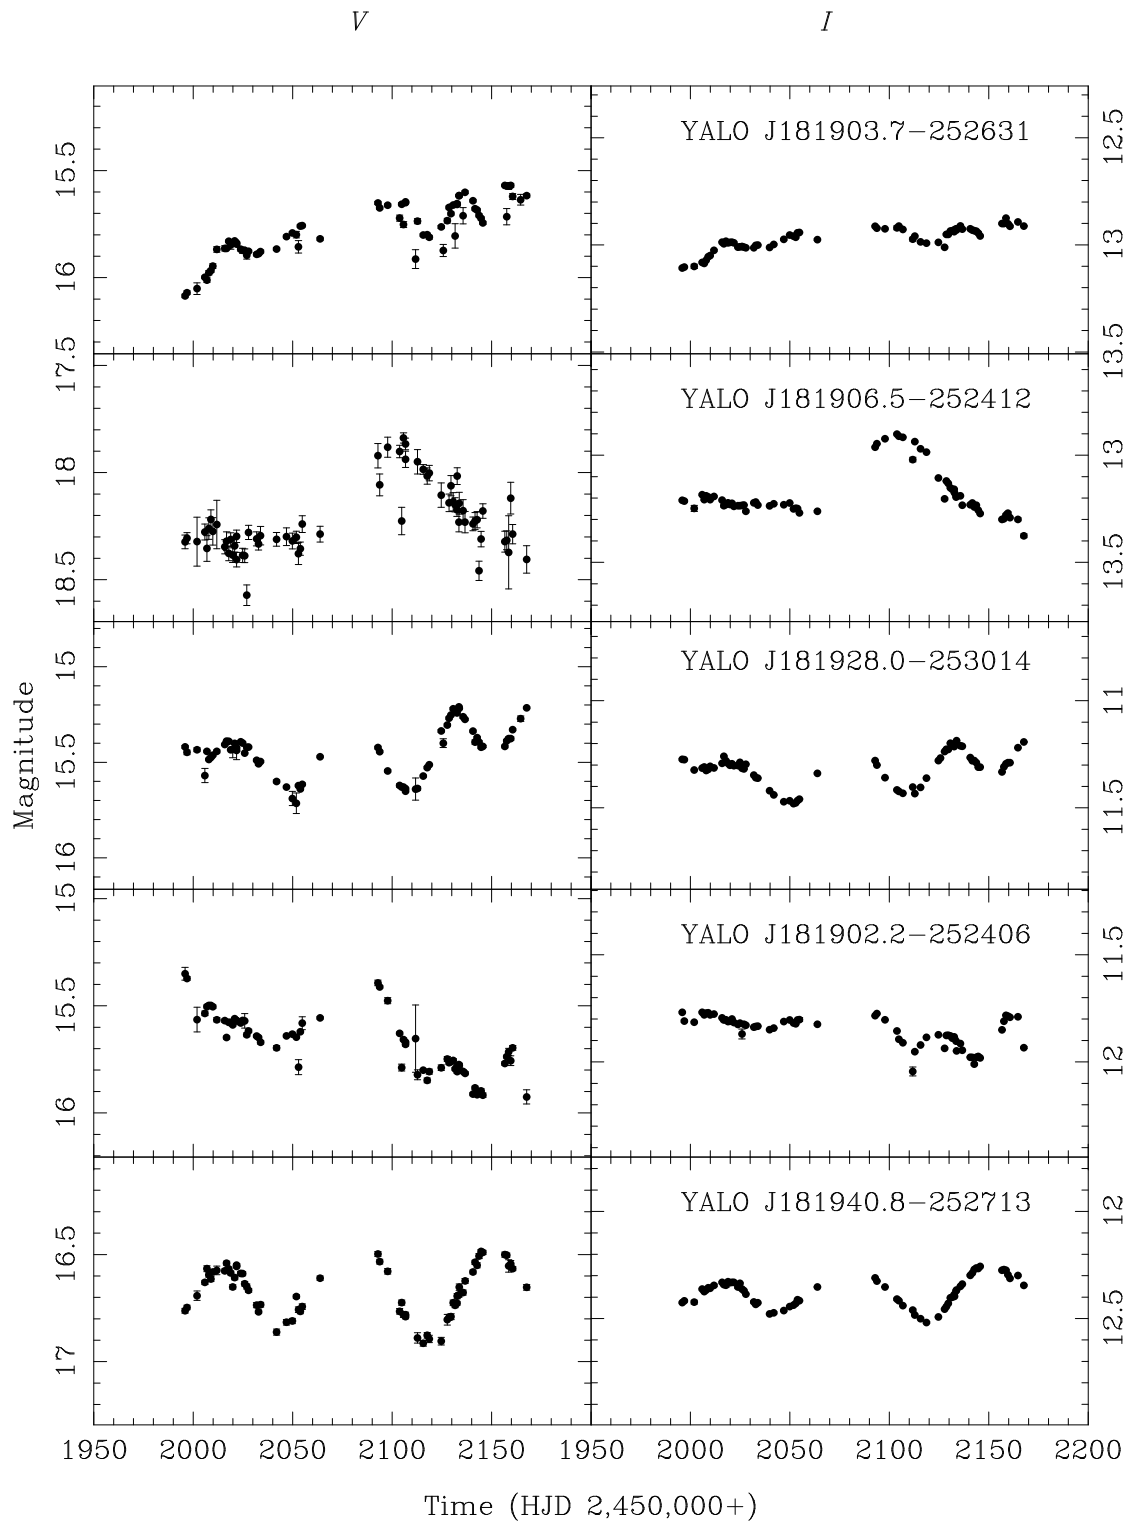 V
I
YALO J181903.7−252631
15.5
16
12.5
13
13.5
YALO J181906.5−252412
17.5
18
18.5
13
13.5
YALO J181928.0−253014
15
15.5
16
11
11.5
Magnitude
YALO J181902.2−252406
15
15.5
16
11.5
12
YALO J181940.8−252713
16.5
17
12
12.5
1950 2000 2050 2100 2150 1950 2000 2050 2100 2150 2200
Time (HJD 2,450,000+)